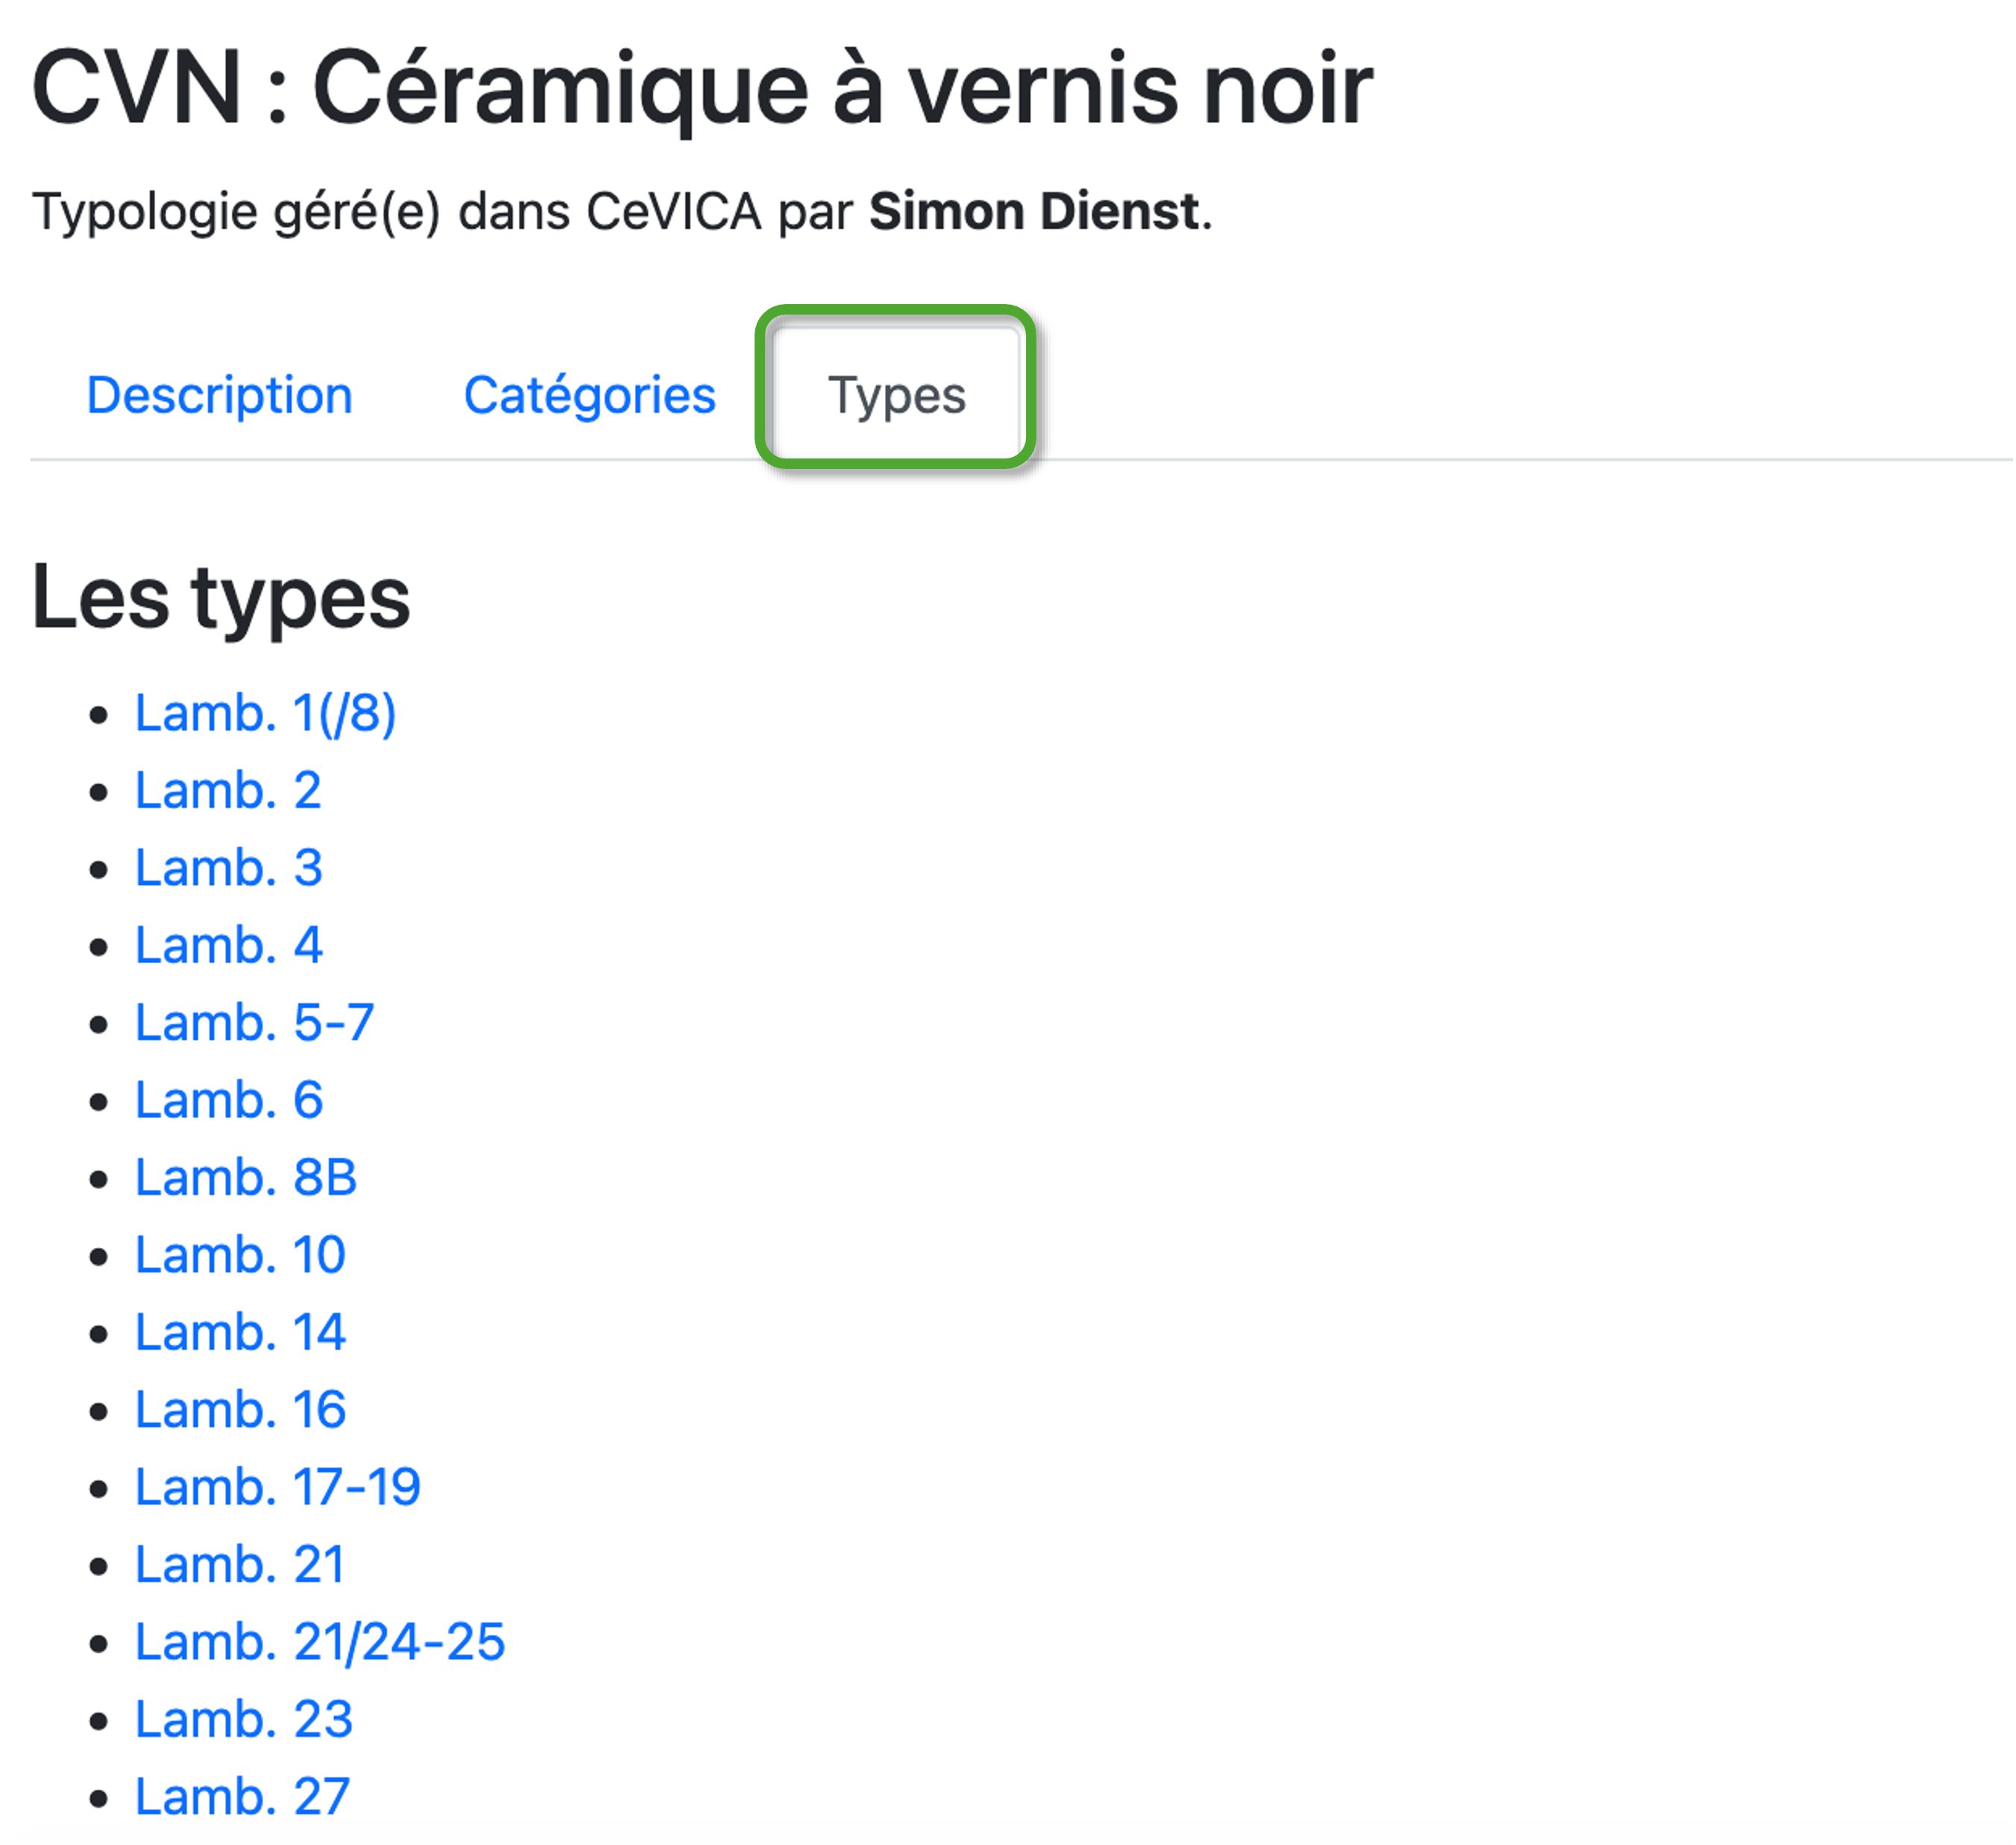 CVN : Céramique à vernis noir
Typologie géré(e) dans CeVICA par Simon Dienst.
Description Catégories Types
Les types
Lamb. 1(/8)
Lamb. 2
Lamb. 3
Lamb. 4
Lamb. 5-7
Lamb. 6
Lamb. 8B
Lamb. 10
Lamb. 14
Lamb. 16
Lamb. 17-19
Lamb. 21
Lamb. 21/24-25
Lamb. 23
Lamb. 27